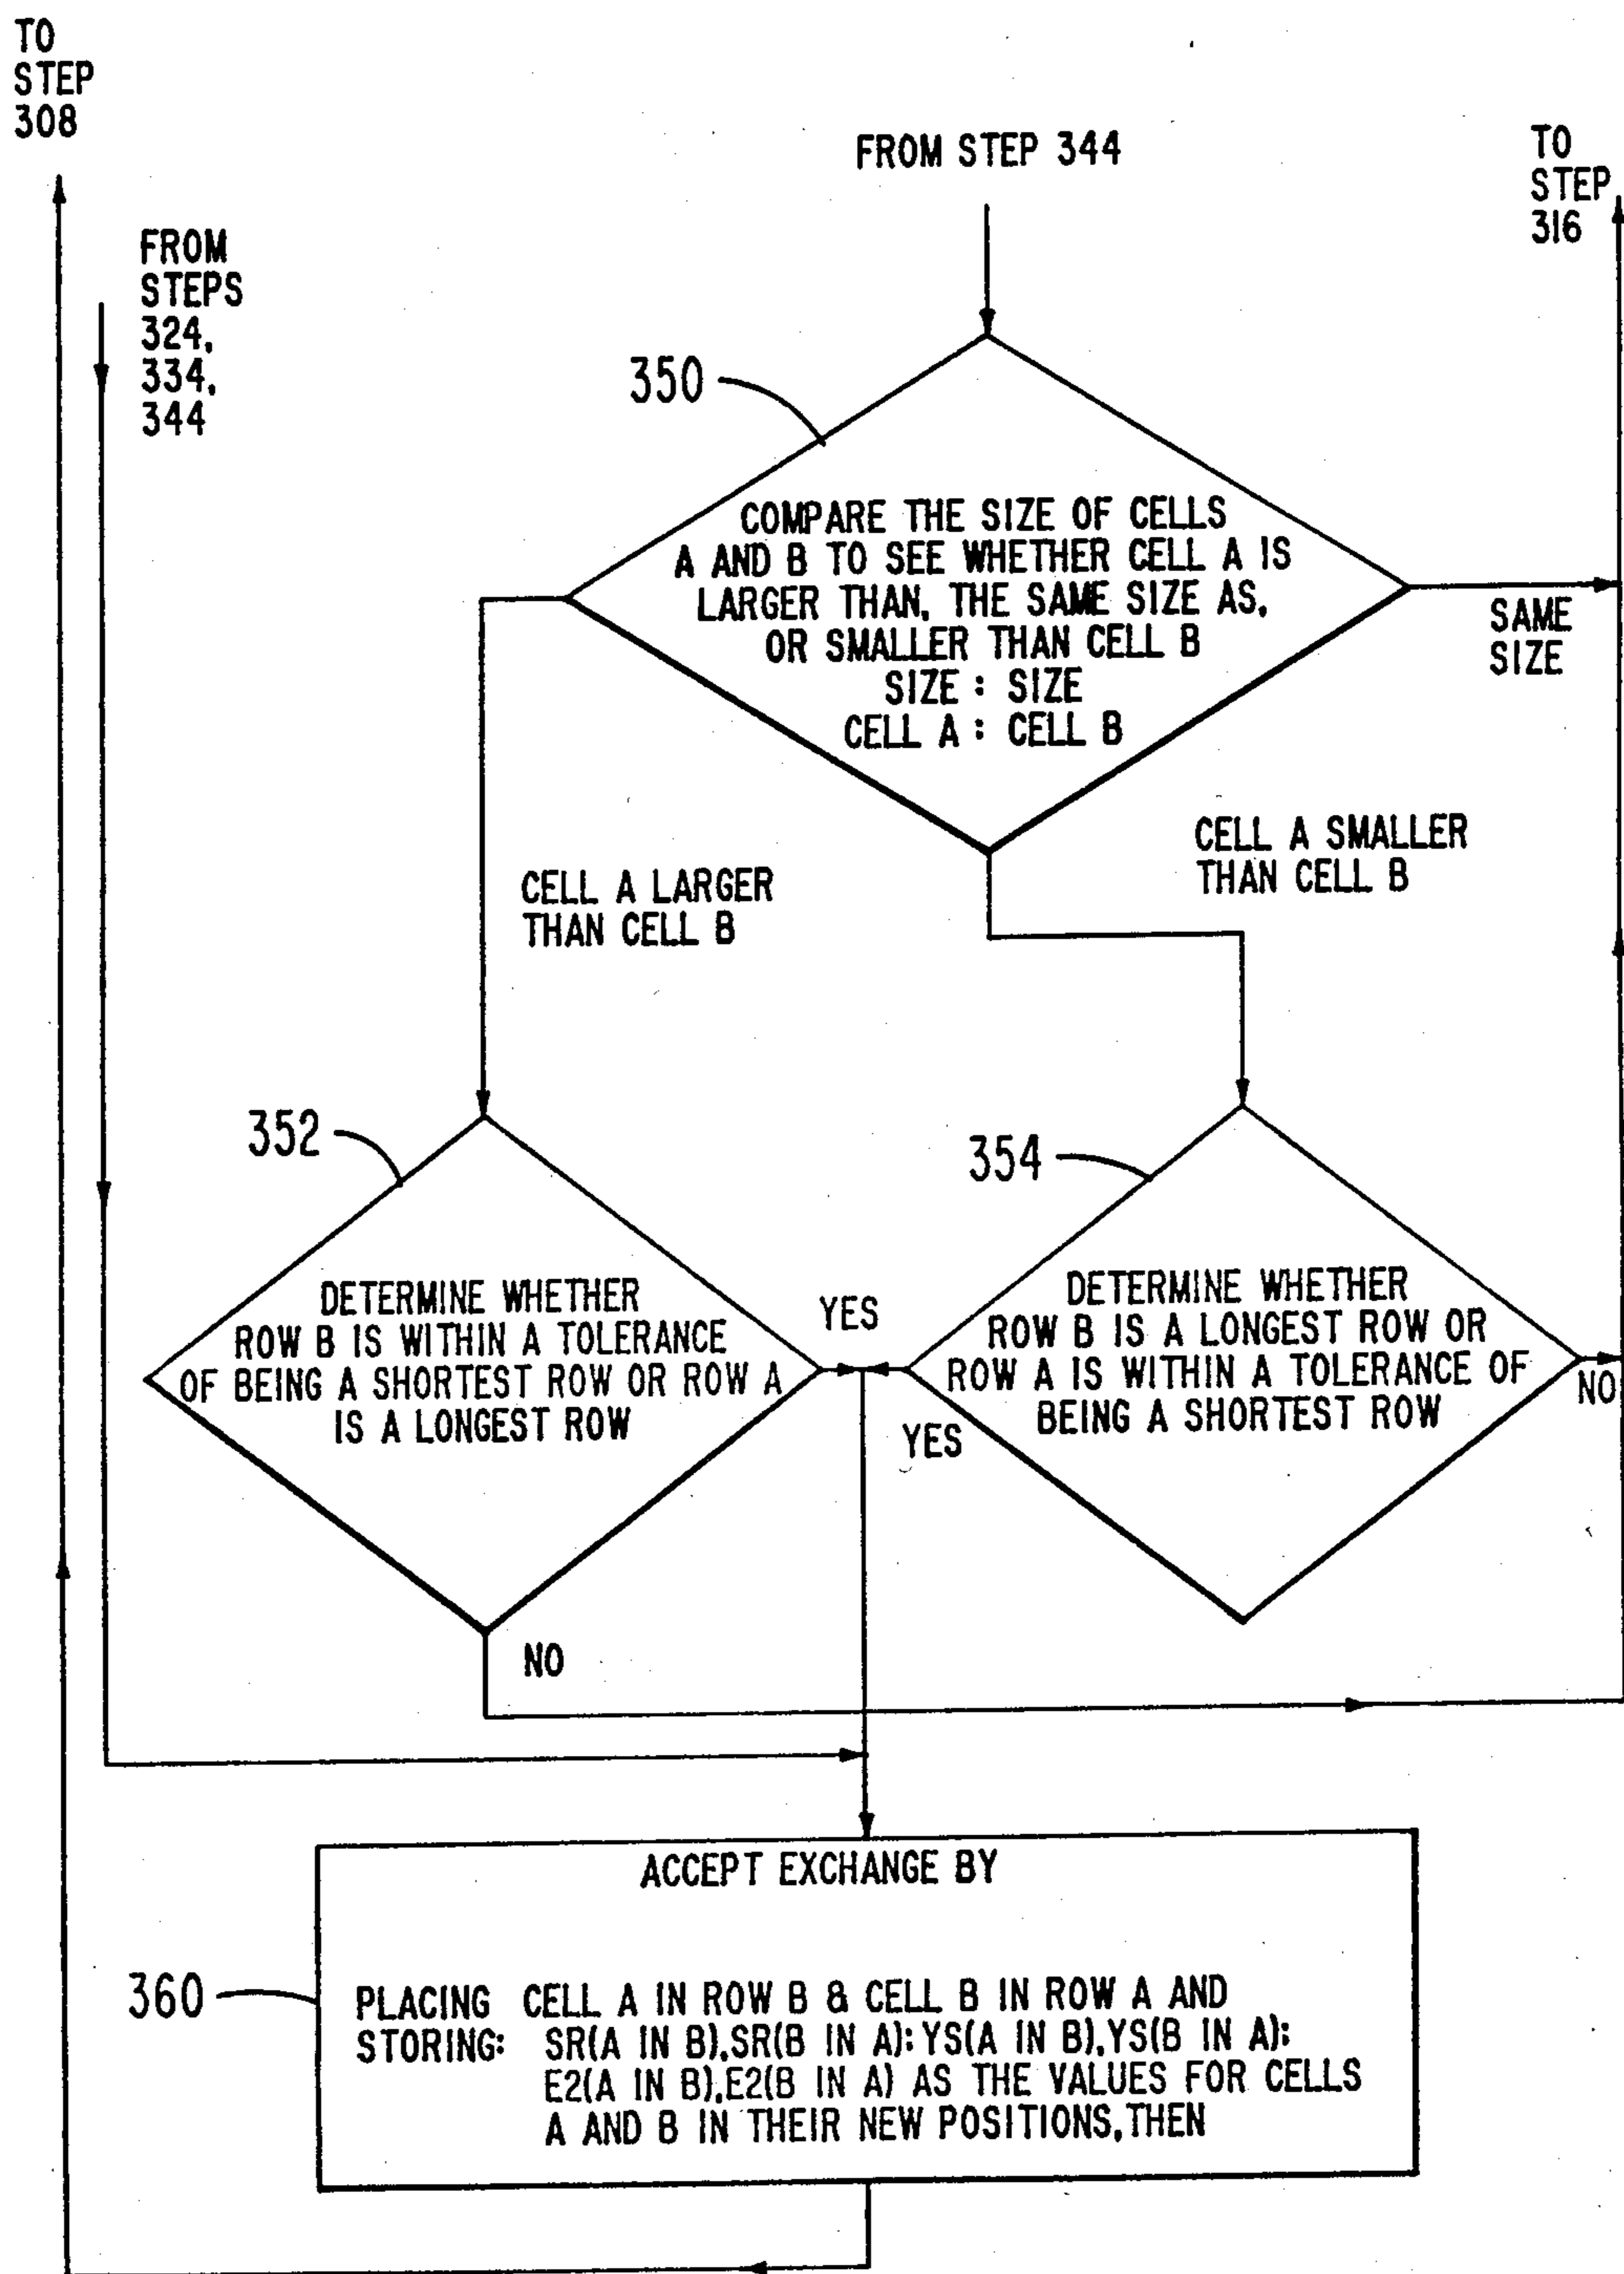 TO
STEP
308
FROM STEP 344
TO
STEP
316
FROM
STEPS
324,
334,
344
350
COMPARE THE SIZE OF CELLS
A AND B TO SEE WHETHER CELL A IS
LARGER THAN, THE SAME SIZE AS,
OR SMALLER THAN CELL B
SIZE : SIZE
CELL A : CELL B
SAME
SIZE
CELL A SMALLER
THAN CELL B
CELL A LARGER
THAN CELL B
352
354
DETERMINE WHETHER
ROW B IS WITHIN A TOLERANCE
OF BEING A SHORTEST ROW OR ROW A
IS A LONGEST ROW
YES
DETERMINE WHETHER
ROW B IS A LONGEST ROW OR
ROW A IS WITHIN A TOLERANCE OF
BEING A SHORTEST ROW
NO
YES
NO
ACCEPT EXCHANGE BY
360
PLACING CELL A IN ROW B & CELL B IN ROW A AND
STORING: SR(A IN B),SR(B IN A):YS(A IN B),YS(B IN A):
E2(A IN B),E2(B IN A) AS THE VALUES FOR CELLS
A AND B IN THEIR NEW POSITIONS,THEN